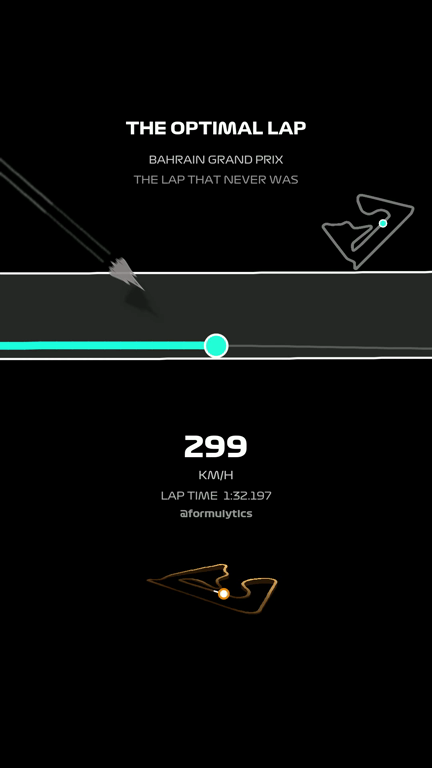 THE OPTIMAL LAP
BAHRAIN GRAND PRIX
THE LAP THAT NEVER WAS
299
KM/H
LAP TIME 1:32.197
@formulytics